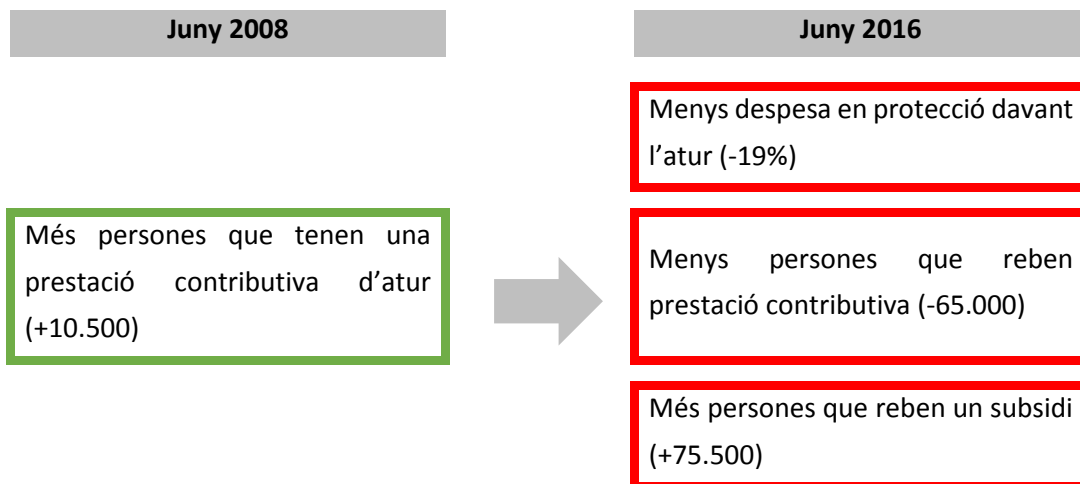 Juny 2008
Més persones que tenen una
prestació contributiva d'atur
(+10.500)
Juny 2016
Menys despesa en protecció davant
l'atur (-19%)
Menys persones que reben
prestació contributiva (-65.000)
Més persones que reben un subsidi
(+75.500)